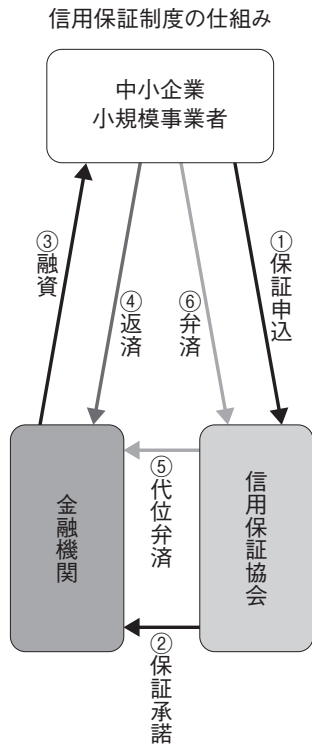 信用保証制度の仕組み
中小企業
小規模事業者
③融資
④返済
⑥弁済
①保証申込
金融機関
⑤代位弁済
信用保証協会
②保証承諾